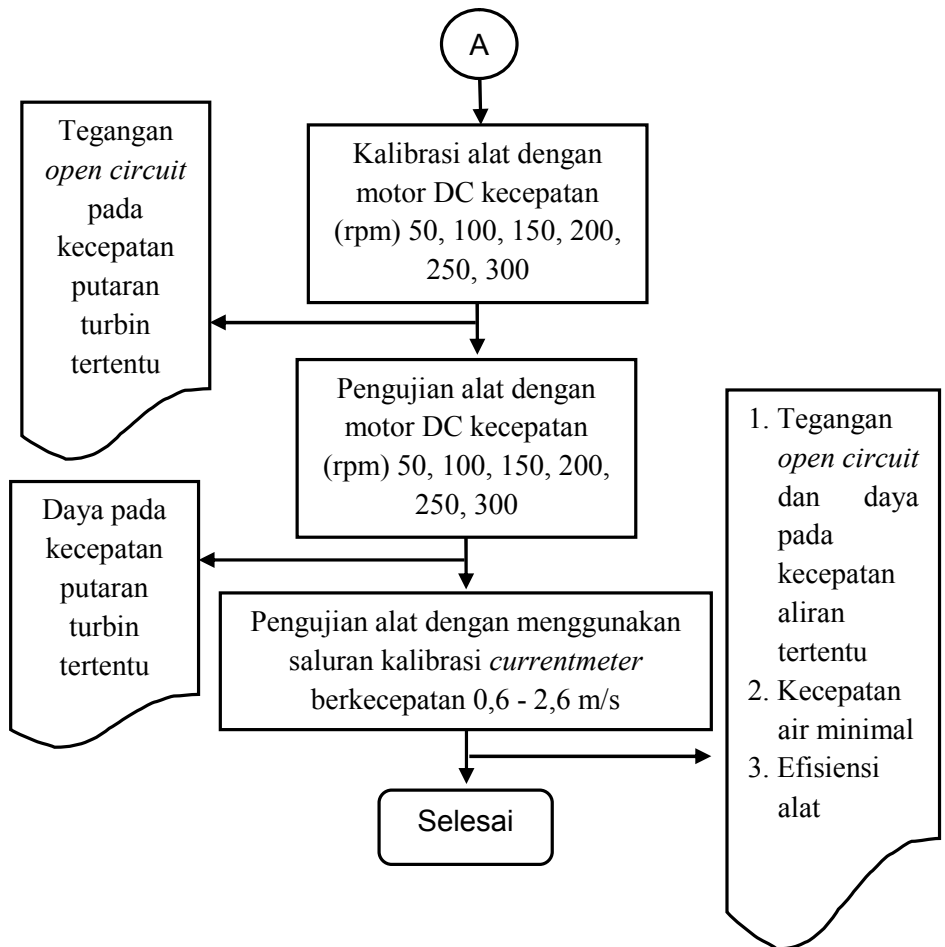 A
Tegangan
open circuit
pada
kecepatan
putaran
turbin
tertentu
Kalibrasi alat dengan
motor DC kecepatan
(rpm) 50, 100, 150, 200,
250, 300
Pengujian alat dengan
motor DC kecepatan
(rpm) 50, 100, 150, 200,
250, 300
Daya pada
kecepatan
putaran
turbin
tertentu
Pengujian alat dengan menggunakan
saluran kalibrasi currentmeter
berkecepatan 0,6 - 2,6 m/s
1. Tegangan
open circuit
dan daya
pada
kecepatan
aliran
tertentu
2. Kecepatan
air minimal
3. Efisiensi
alat
Selesai